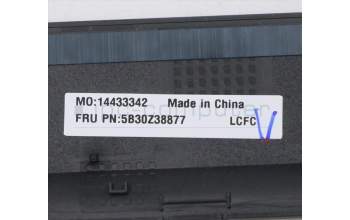 MO:14433342 Made in China
FRU PN:5B30Z38877 LCFC